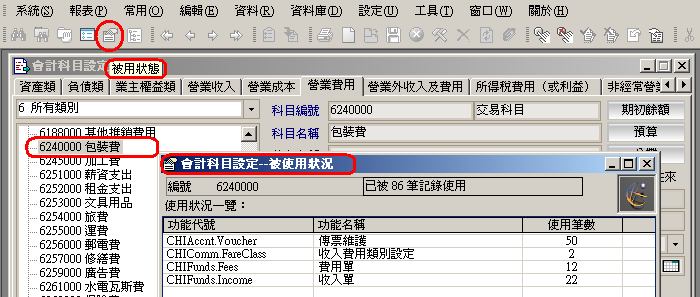 系統(S) 報表(P) 常用(O) 編輯(E) 資料(R) 資料庫(D) 設定(U) 工具(T) 窗口(W) 關於(H)
會計科目設定
被用狀態
資產類 負債類 業主權益類 營業收入 營業成本 營業費用 營業外收入及費用 所得稅費用（或利益） 非經常營業
6 所有類別
科目編號 6240000 交易科目 期初餘額
科目名稱 包裝費 預算
6188000 其他推銷費用
6240000 包裝費
6245000 加工費
6251000 薪資支出
6252000 租金支出
6253000 文具用品
6254000 旅費
6255000 運費
6256000 郵電費
6257000 修繕費
6259000 廣告費
6261000 水電瓦斯費
會計科目設定--被使用狀況
編號 6240000 已被 86 筆記錄使用
使用狀況一覽：
功能代號 功能名稱 使用筆數
CHIAccnt.Voucher 傳票維護 50
CHIComm.FareClass 收入費用類別設定 2
CHIFunds.Fees 費用單 12
CHIFunds.Income 收入單 22
來